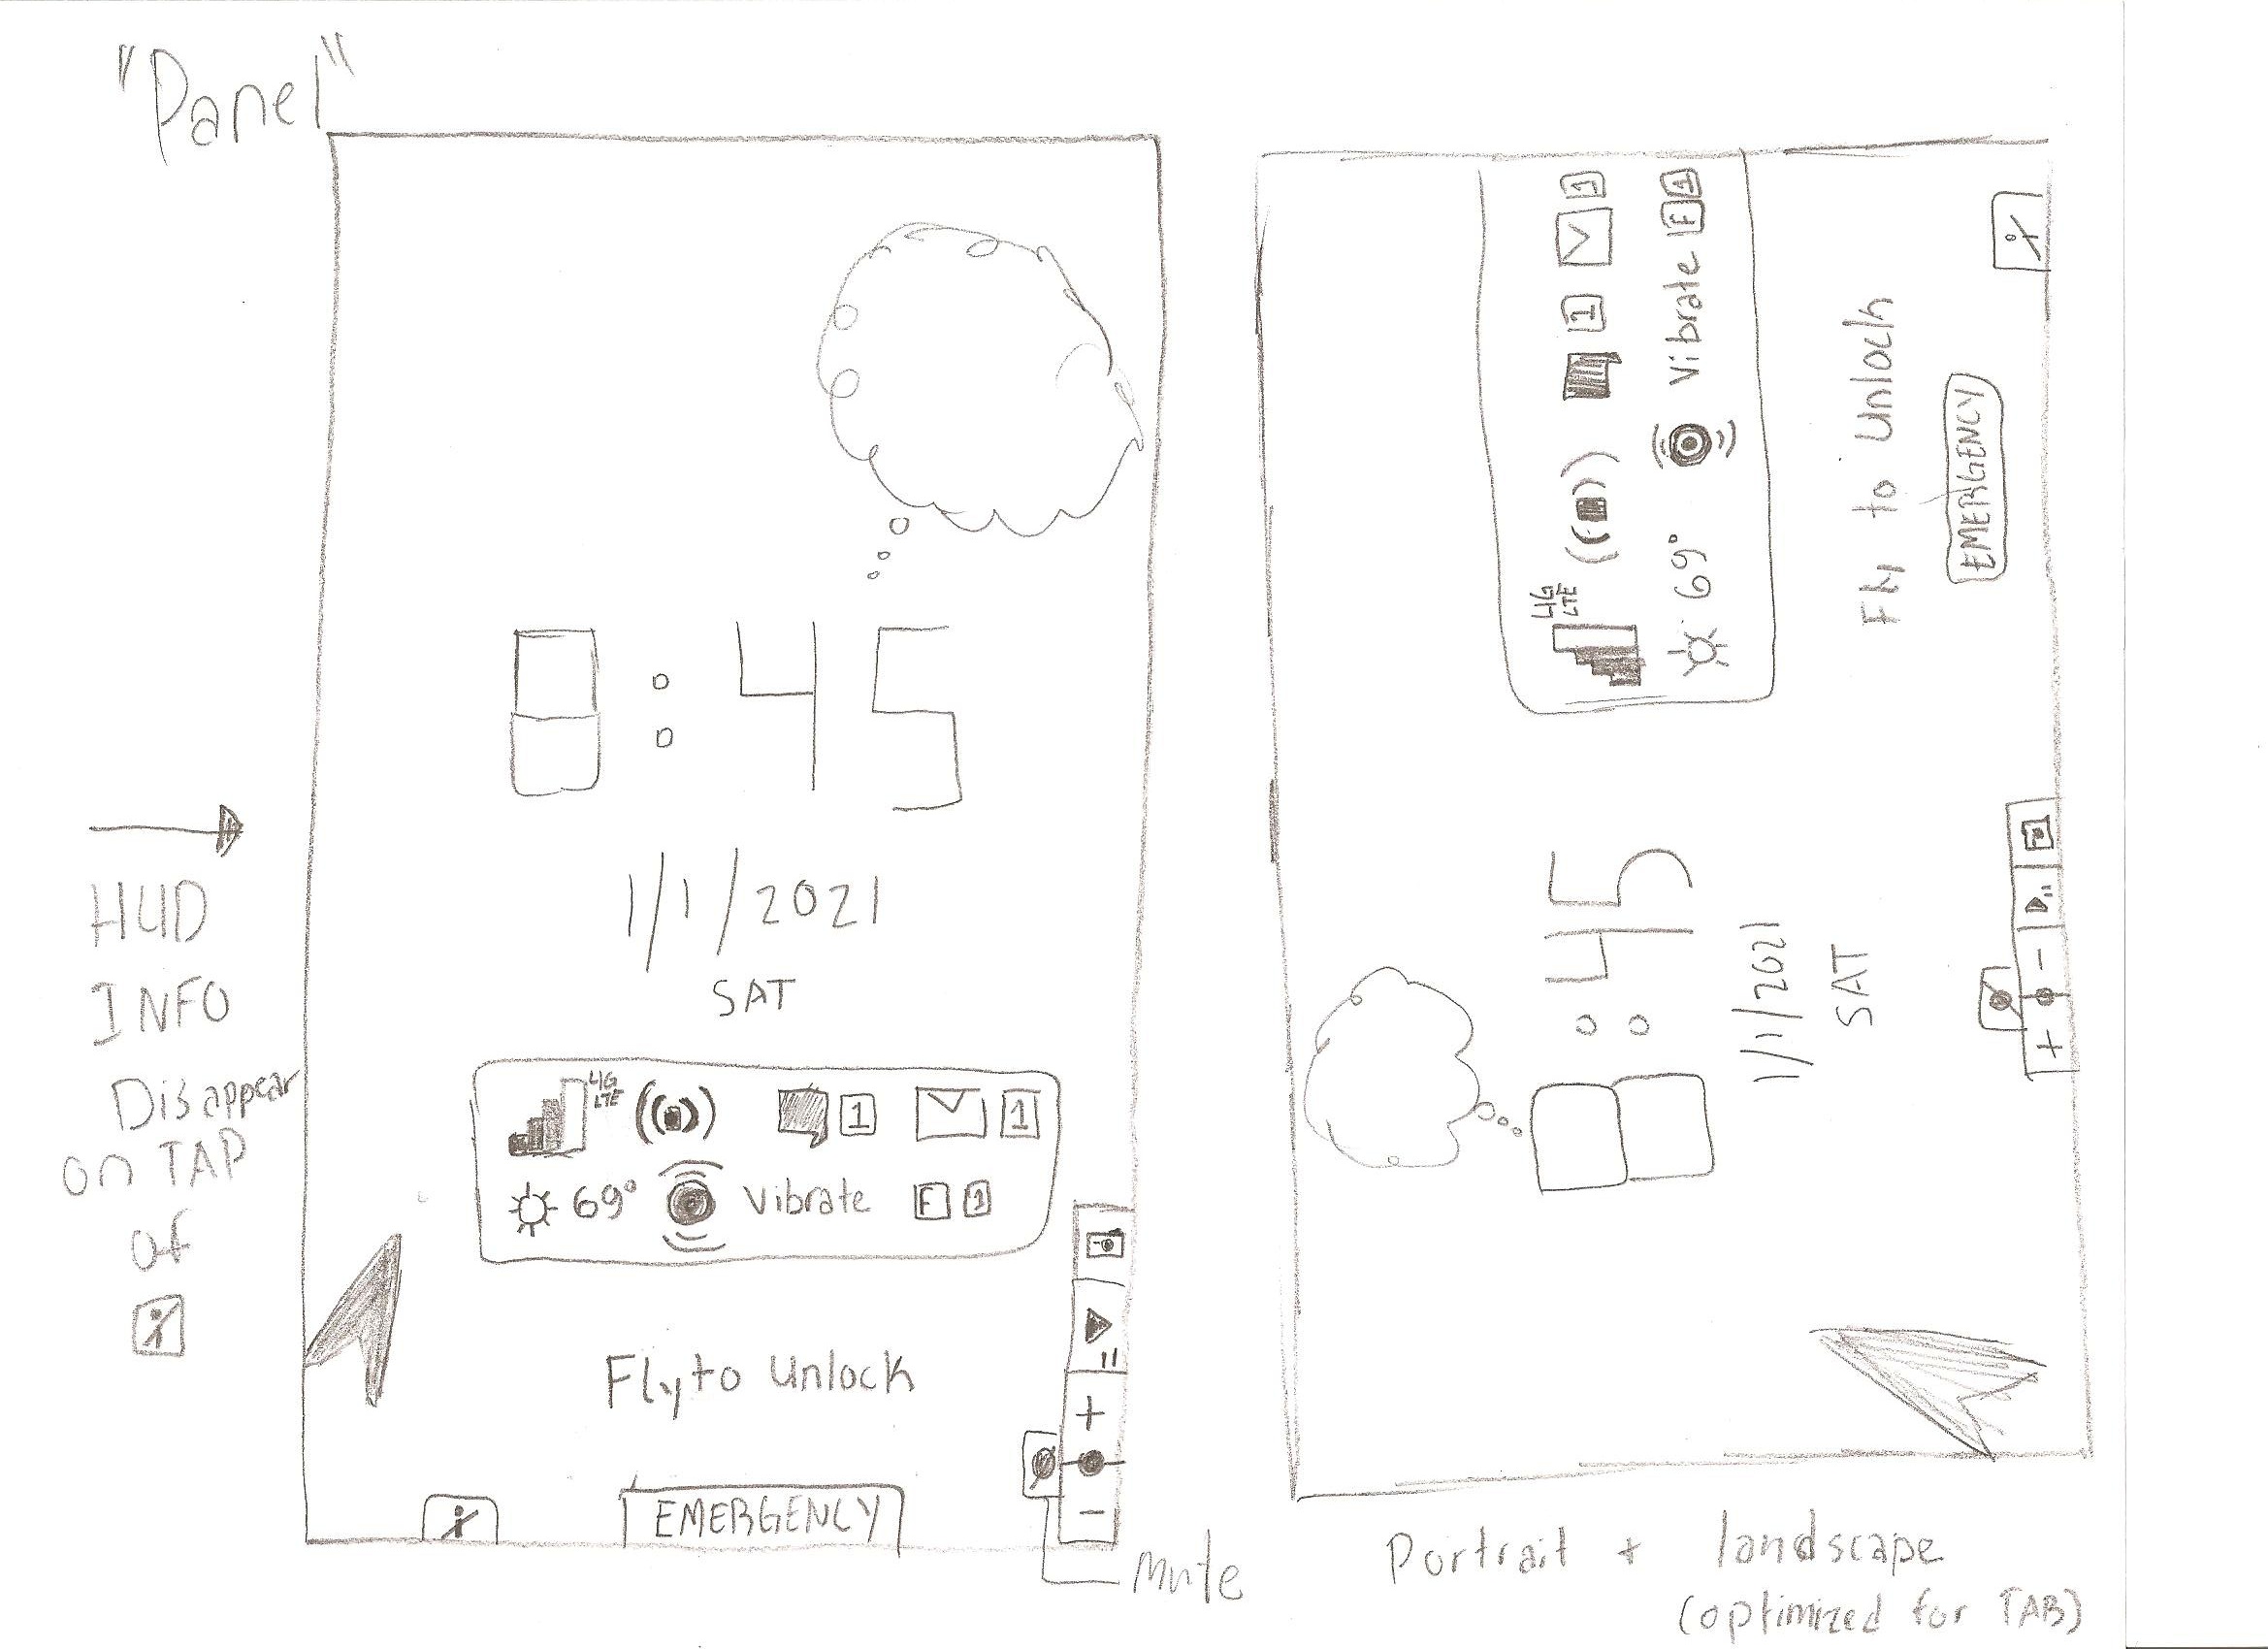 "Panel"
8:45
1/1/2021
SAT
4G
LTE
1
1
69°
Vibrate
F
1
Fly to unlock
EMERGENCY
+
-
Mute
HUD
INFO
Disappear
on TAP
of
i
i
8:45
1/1/2021
SAT
4G
LTE
1
1
69°
Vibrate
F
1
Fly to unlock
EMERGENCY
i
+
-
Portrait + landscape
(optimized for TAB)